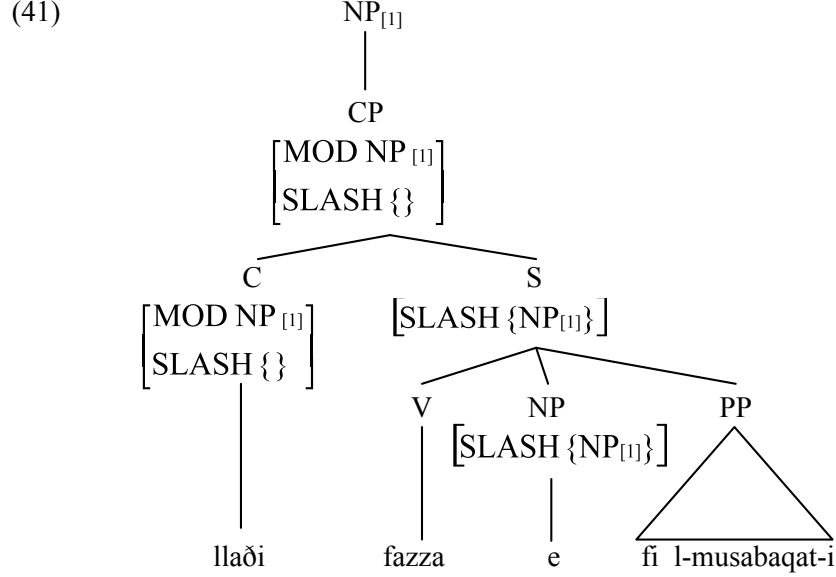 (41) NP[1]
CP
[MOD NP [1]
SLASH {}]
C S
[MOD NP [1] [SLASH {NP[1]}]
SLASH {}]
V NP PP
[SLASH {NP[1]}]
llaði fazza e fi l-musabaqat-i